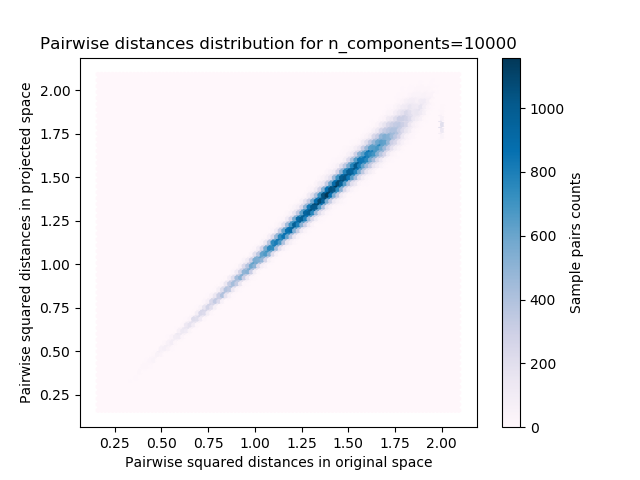 Pairwise distances distribution for n_components=10000
Pairwise squared distances in projected space
2.00
1.75
1.50
1.25
1.00
0.75
0.50
0.25
0.25 0.50 0.75 1.00 1.25 1.50 1.75 2.00
Pairwise squared distances in original space
1000
800
600
400
200
0
Sample pairs counts